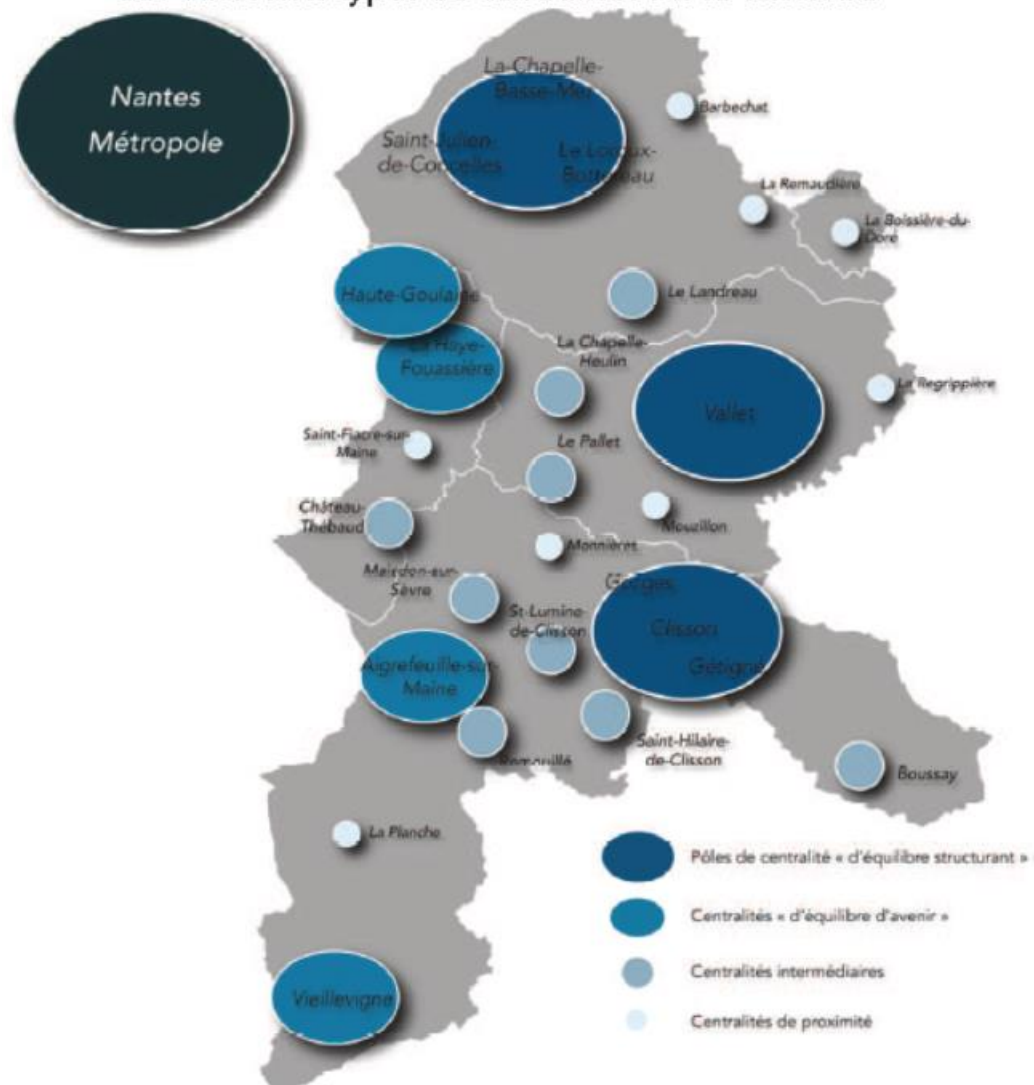 Nantes
Métropole
La-Chapelle-
Basse-Mer
Saint-Julien-
de-Concelles
Le Loroux-
Bottereau
Barbechat
La Remaudière
La Boissière-du-
Doré
Haute-Goulaine
Le Landreau
La Haye-
Fouassière
La Chapelle-
Heulin
Vallet
La Regrippière
Saint-Fiacre-sur-
Maine
Le Pallet
Château-
Thébaud
Mouzillon
Monnières
Maisdon-sur-
Sèvre
Gorges
St-Lumine-
de-Clisson
Clisson
Gétigné
Aigrefeuille-sur-
Maine
Remouillé
Saint-Hilaire-
de-Clisson
Boussay
La Planche
Vieillevigne
Pôles de centralité « d'équilibre structurant »
Centralités « d'équilibre d'avenir »
Centralités intermédiaires
Centralités de proximité